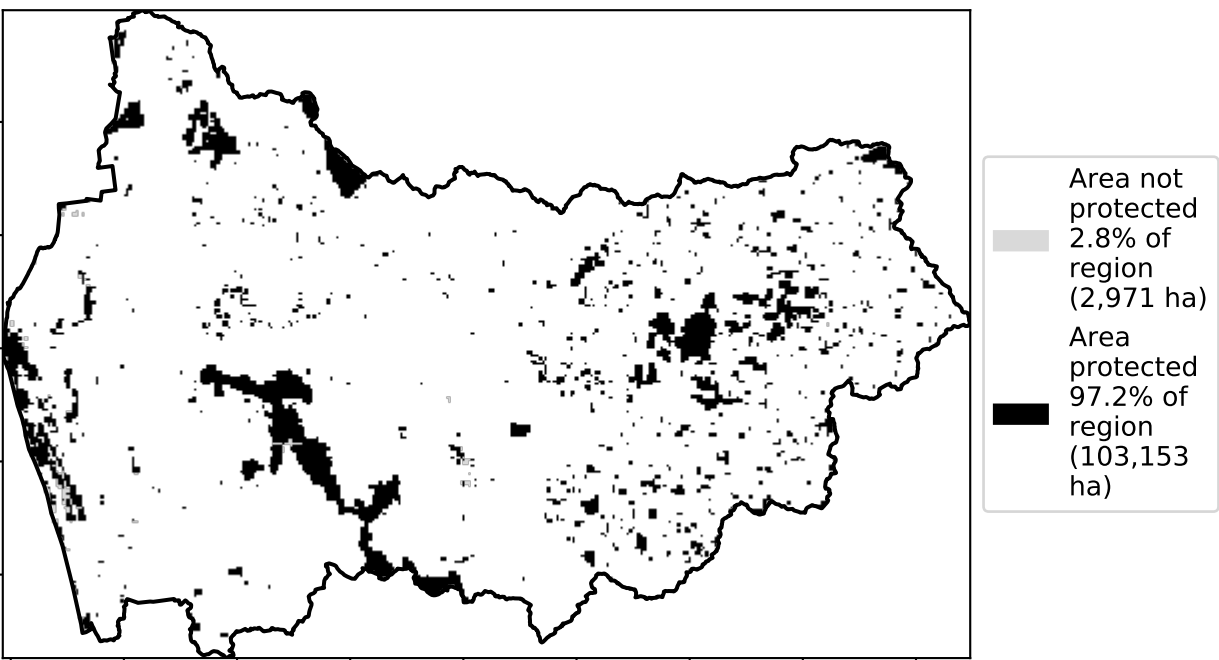 Area not
protected
2.8% of
region
(2,971 ha)
Area
protected
97.2% of
region
(103,153
ha)